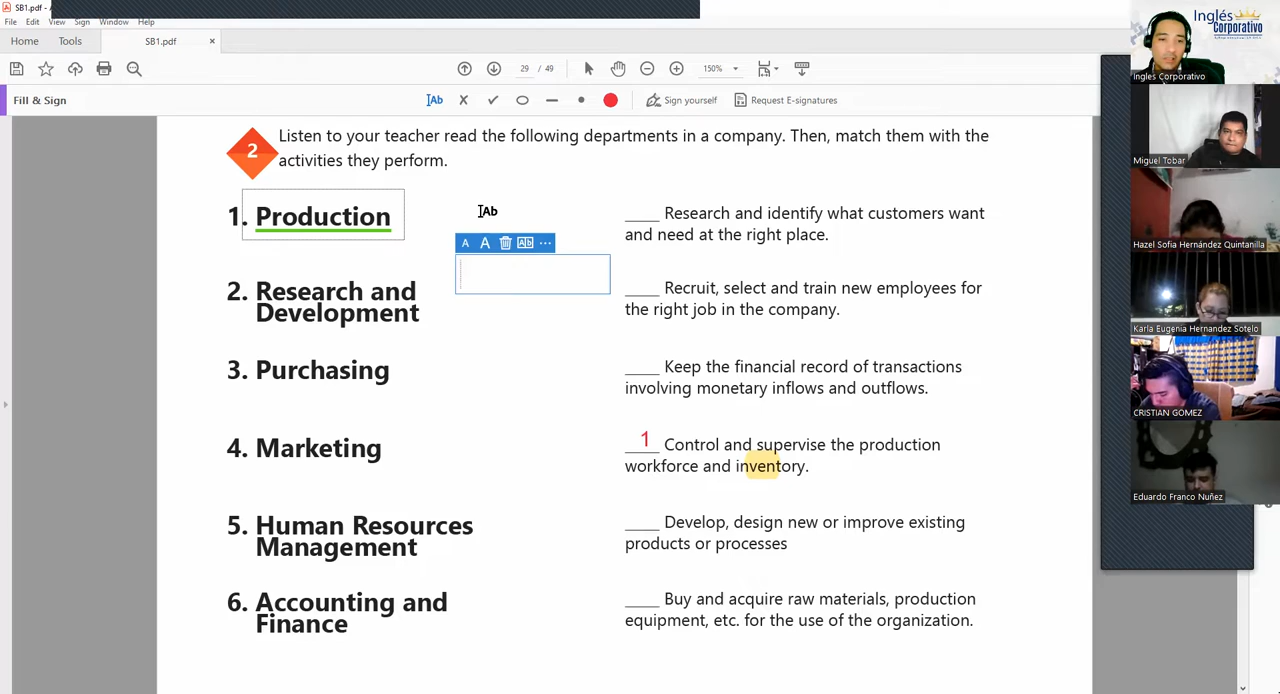 SB1.pdf - A
File Edit View Sign Window Help
Home Tools SB1.pdf ×
29 / 49 150%
Fill & Sign
Ab Sign yourself Request E-signatures
2 Listen to your teacher read the following departments in a company. Then, match them with the
activities they perform.
1. Production
Ab
A A Ab ...
____ Research and identify what customers want
and need at the right place.
2. Research and
Development
____ Recruit, select and train new employees for
the right job in the company.
3. Purchasing
____ Keep the financial record of transactions
involving monetary inflows and outflows.
4. Marketing
1 Control and supervise the production
workforce and inventory.
5. Human Resources
Management
____ Develop, design new or improve existing
products or processes
6. Accounting and
Finance
____ Buy and acquire raw materials, production
equipment, etc. for the use of the organization.
Inglés
Corporativo
Ingles Corporativo
Miguel Tobar
Hazel Sofia Hernández Quintanilla
Karla Eugenia Hernandez Sotelo
CRISTIAN GOMEZ
Eduardo Franco Nuñez